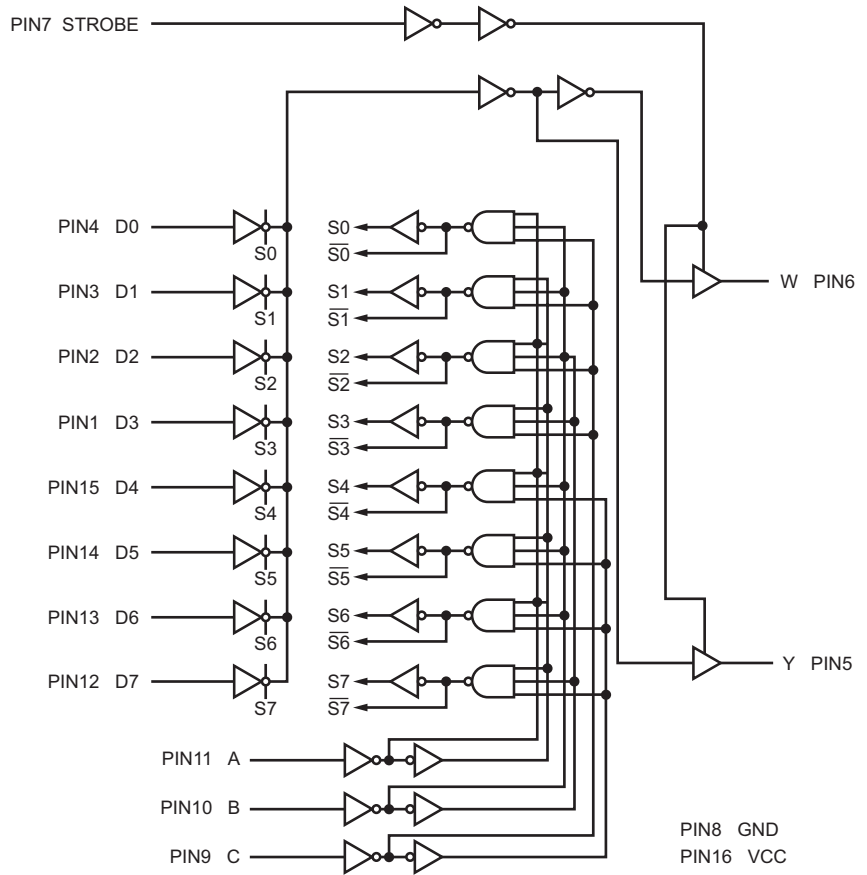 PIN7 STROBE
PIN4 D0
S0
S0
S0
PIN3 D1
S1
S1
S1
W PIN6
PIN2 D2
S2
S2
S2
PIN1 D3
S3
S3
S3
PIN15 D4
S4
S4
S4
PIN14 D5
S5
S5
S5
PIN13 D6
S6
S6
S6
Y PIN5
PIN12 D7
S7
S7
S7
PIN11 A
PIN10 B
PIN9 C
PIN8 GND
PIN16 VCC